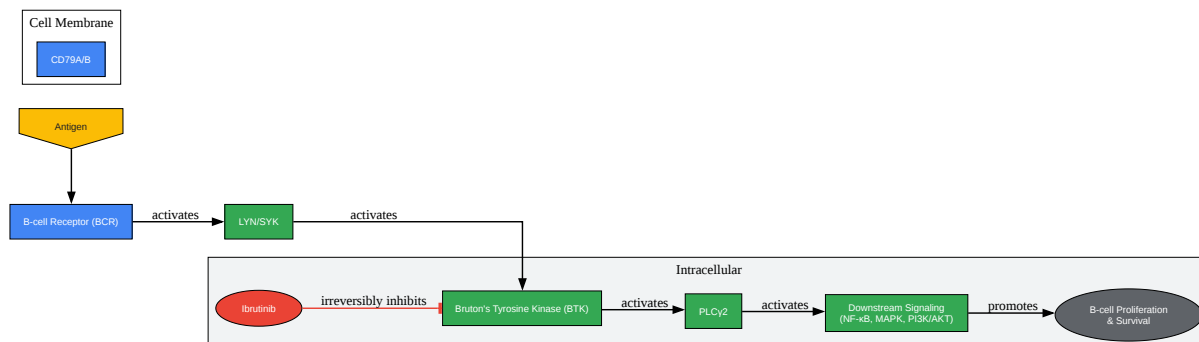 Cell Membrane
CD79A/B
Antigen
B-cell Receptor (BCR)
activates
LYN/SYK
activates
Intracellular
Ibrutinib
irreversibly inhibits
Bruton's Tyrosine Kinase (BTK)
activates
PLCγ2
activates
Downstream Signaling
(NF-κB, MAPK, PI3K/AKT)
promotes
B-cell Proliferation
& Survival